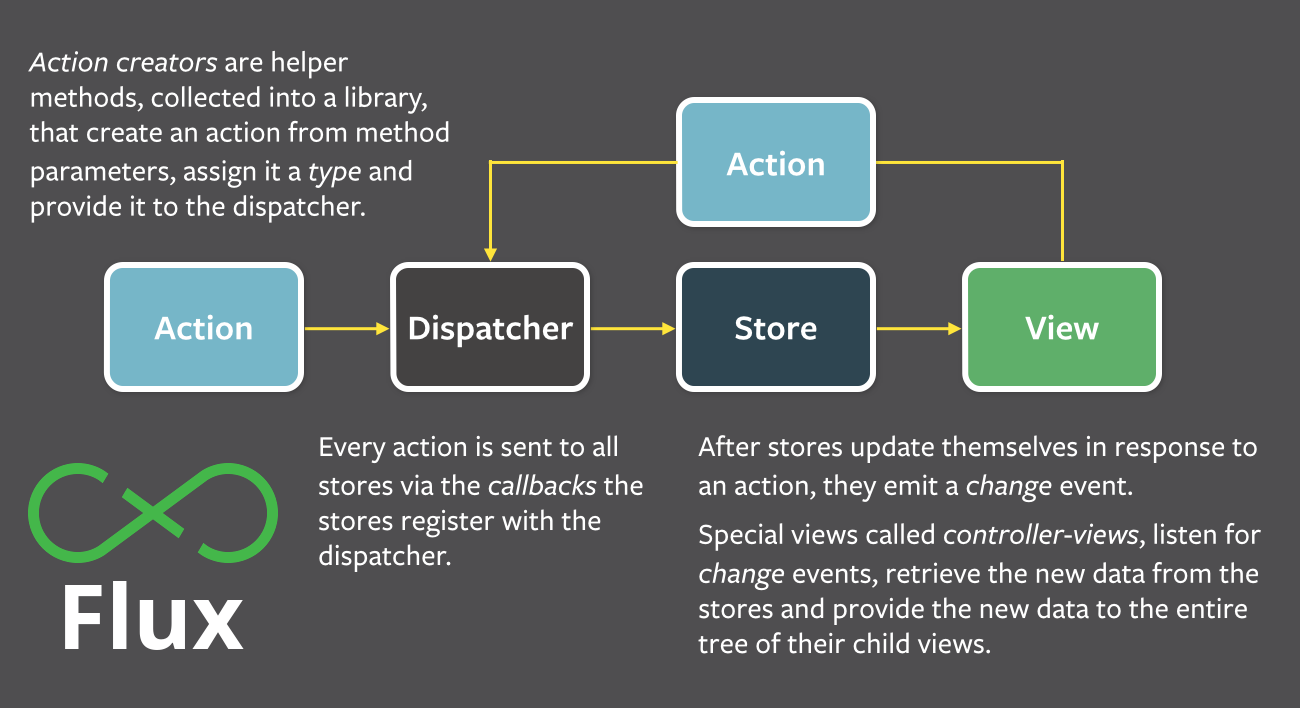 Action creators are helper
methods, collected into a library,
that create an action from method
parameters, assign it a type and
provide it to the dispatcher.
Action
Action
Dispatcher
Store
View
Every action is sent to all
stores via the callbacks the
stores register with the
dispatcher.
After stores update themselves in response to
an action, they emit a change event.
Special views called controller-views, listen for
change events, retrieve the new data from the
stores and provide the new data to the entire
tree of their child views.
Flux